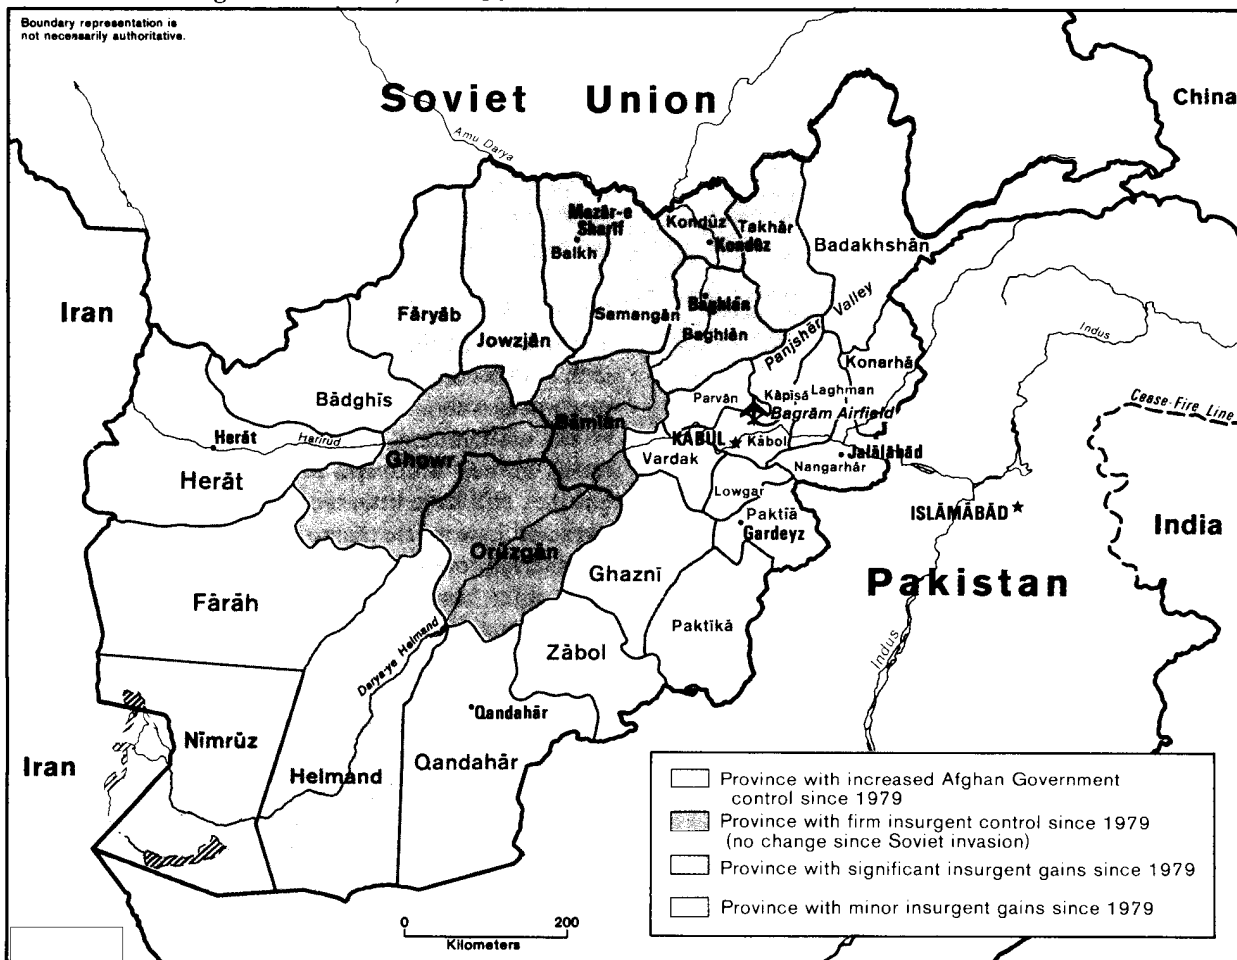 Boundary representation is
not necessarily authoritative.
Soviet Union
China
Amu Darya
Mazār-e
Sharīf
Kondūz
Takhār
Kondūz
Balkh
Badakhshān
Iran
Fāryāb
Samangān
Baghlān
Baghlān
Jowzjān
Panjshēr
Valley
Konarhā
Indus
Bādghīs
Parvān
Kāpīsā
Laghman
Cease-Fire Line
Bāmīān
Bagrām Airfield
Herāt
Harirud
KABUL
Kābol
Ghowr
Vardak
Jalālābād
Nangarhār
Herāt
Lowgar
ISLĀMĀBĀD
Paktīā
Gardeyz
India
Orūzgān
Ghaznī
Pakistan
Fārāh
Paktīkā
Darya-ye Helmand
Zābol
Indus
Qandahār
Nīmrūz
Iran
Helmand
Qandahār
Province with increased Afghan Government
control since 1979
Province with firm insurgent control since 1979
(no change since Soviet invasion)
Province with significant insurgent gains since 1979
Province with minor insurgent gains since 1979
0 200
Kilometers